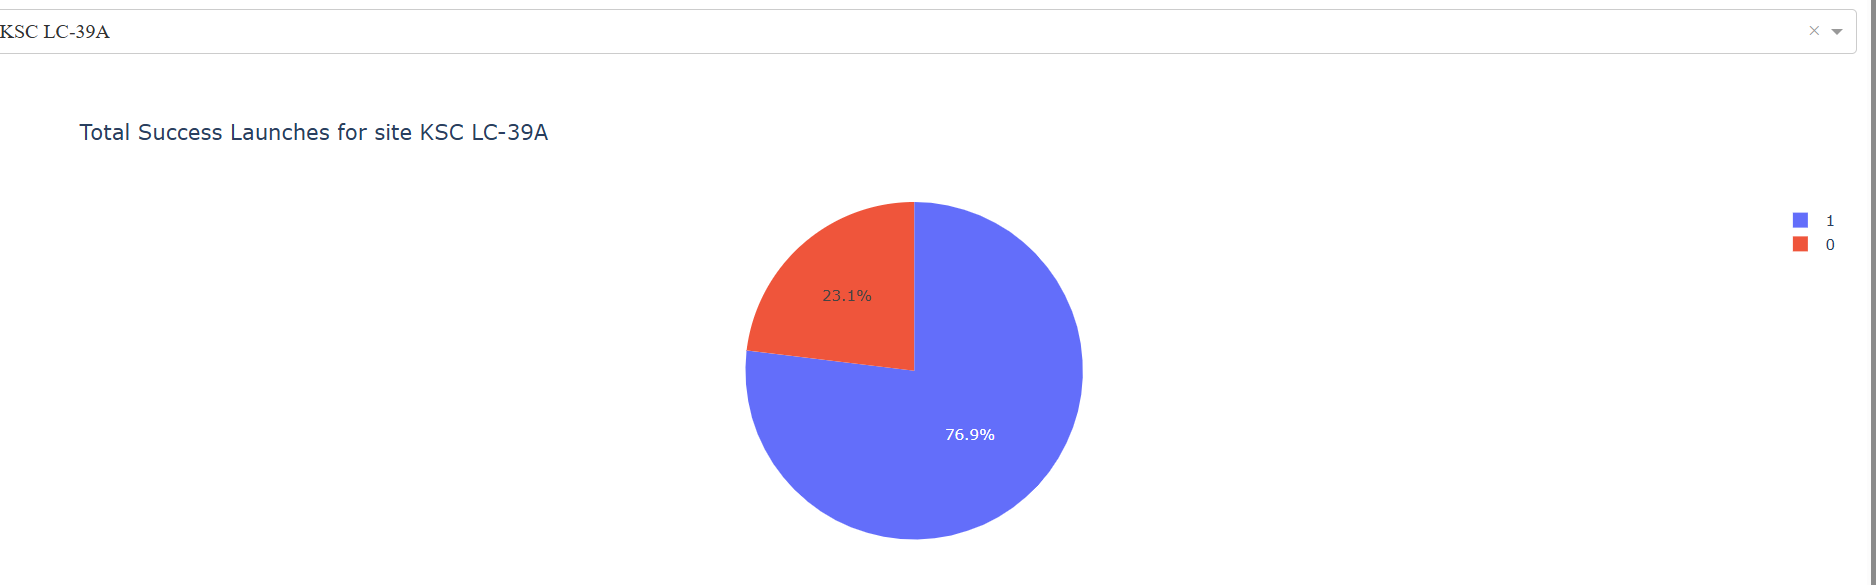 KSC LC-39A
Total Success Launches for site KSC LC-39A
1
0
23.1%
76.9%